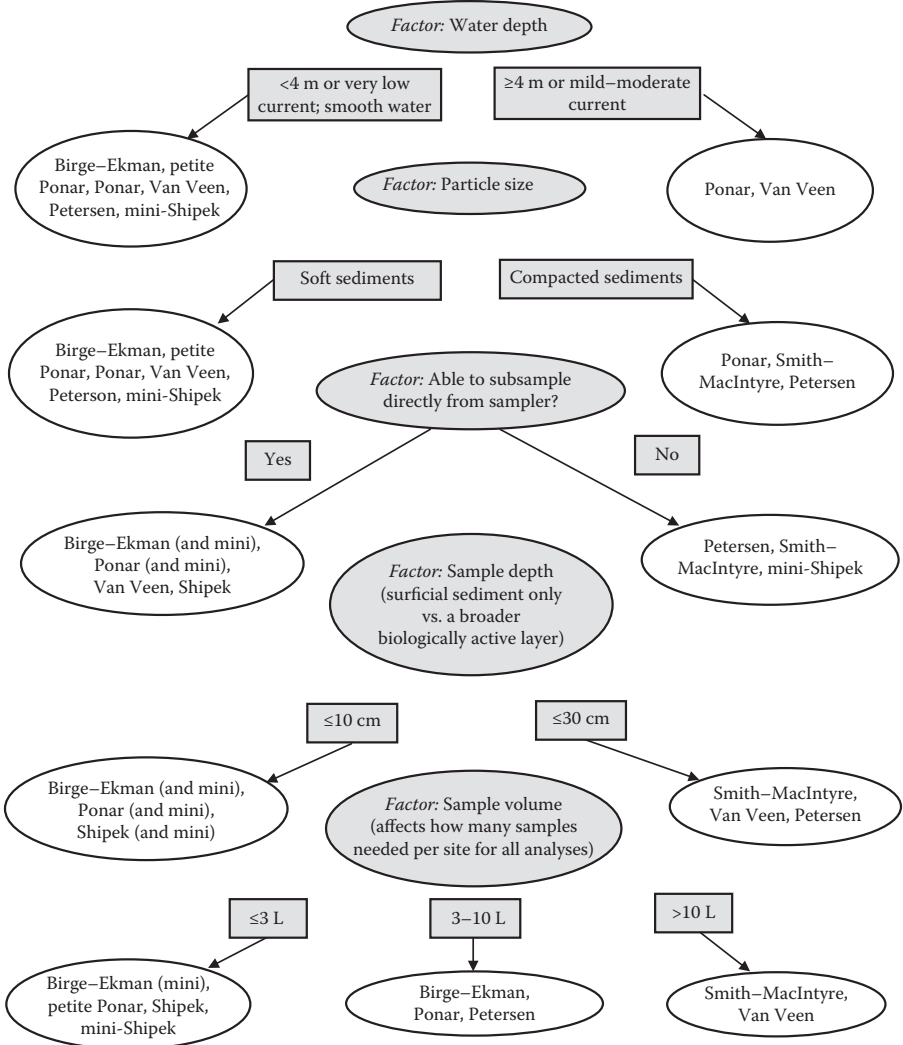 Factor: Water depth
<4 m or very low
current; smooth water
≥4 m or mild–moderate
current
Birge–Ekman, petite
Ponar, Ponar, Van Veen,
Petersen, mini-Shipek
Factor: Particle size
Ponar, Van Veen
Soft sediments
Compacted sediments
Birge–Ekman, petite
Ponar, Ponar, Van Veen,
Peterson, mini-Shipek
Factor: Able to subsample
directly from sampler?
Ponar, Smith–
MacIntyre, Petersen
Yes
No
Birge–Ekman (and mini),
Ponar (and mini),
Van Veen, Shipek
Factor: Sample depth
(surficial sediment only
vs. a broader
biologically active layer)
Petersen, Smith–
MacIntyre, mini-Shipek
≤10 cm
≤30 cm
Birge–Ekman (and mini),
Ponar (and mini),
Shipek (and mini)
Factor: Sample volume
(affects how many samples
needed per site for all analyses)
Smith–MacIntyre,
Van Veen, Petersen
≤3 L
3–10 L
>10 L
Birge–Ekman (mini),
petite Ponar, Shipek,
mini-Shipek
Birge–Ekman,
Ponar, Petersen
Smith–MacIntyre,
Van Veen